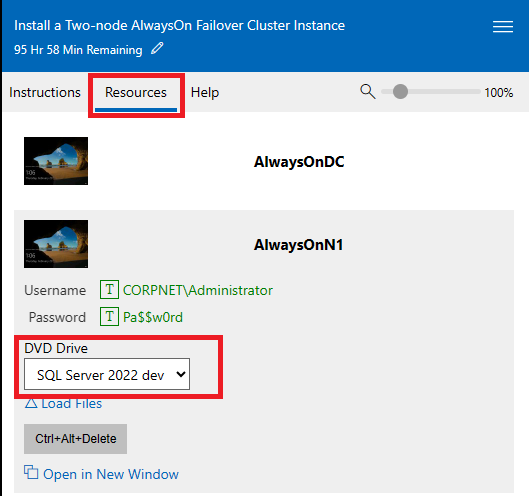 Install a Two-node AlwaysOn Failover Cluster Instance
95 Hr 58 Min Remaining
Instructions Resources Help 100%
AlwaysOnDC
AlwaysOnN1
Username T CORPNET\Administrator
Password T Pa$$w0rd
DVD Drive
SQL Server 2022 dev
Load Files
Ctrl+Alt+Delete
Open in New Window